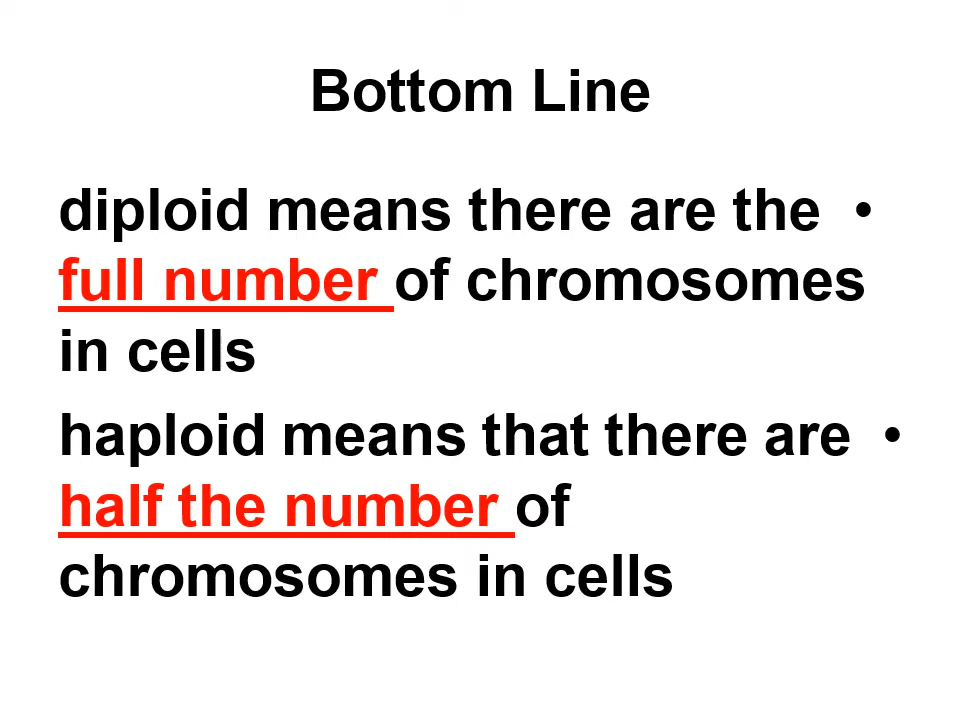 Bottom Line
diploid means there are the •
full number of chromosomes
in cells
haploid means that there are •
half the number of
chromosomes in cells